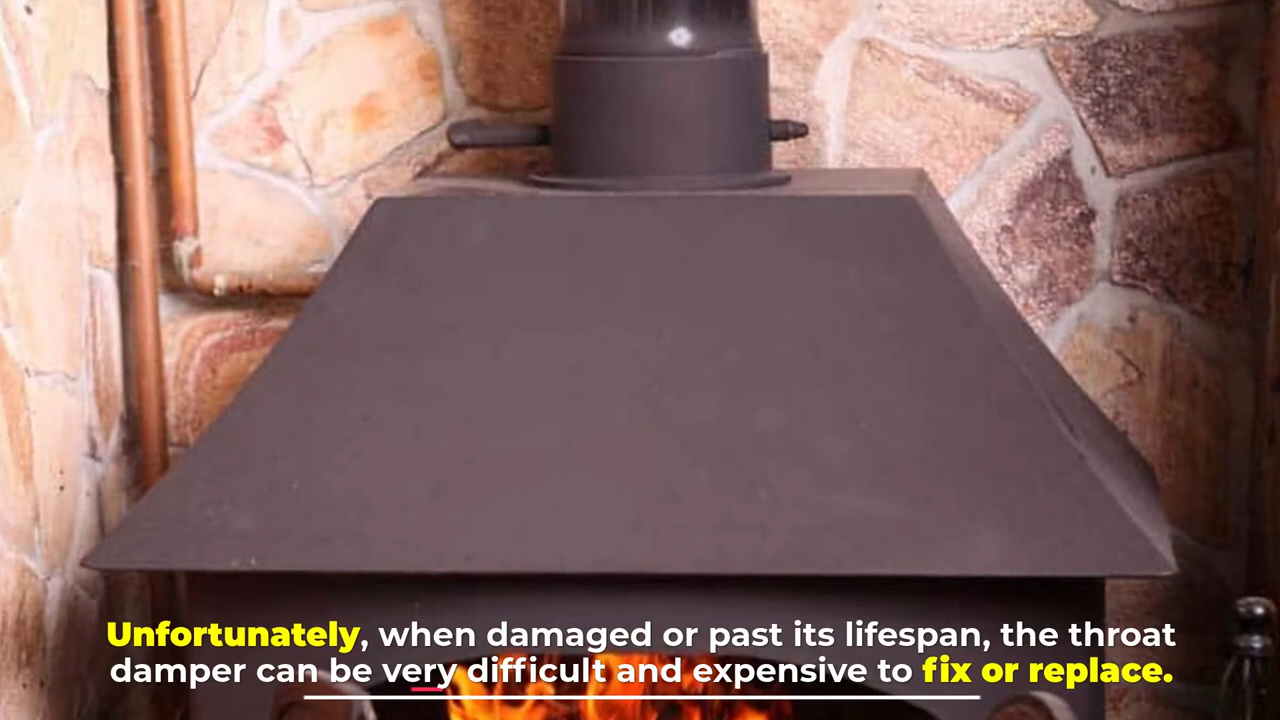 Unfortunately, when damaged or past its lifespan, the throat
damper can be very difficult and expensive to fix or replace.